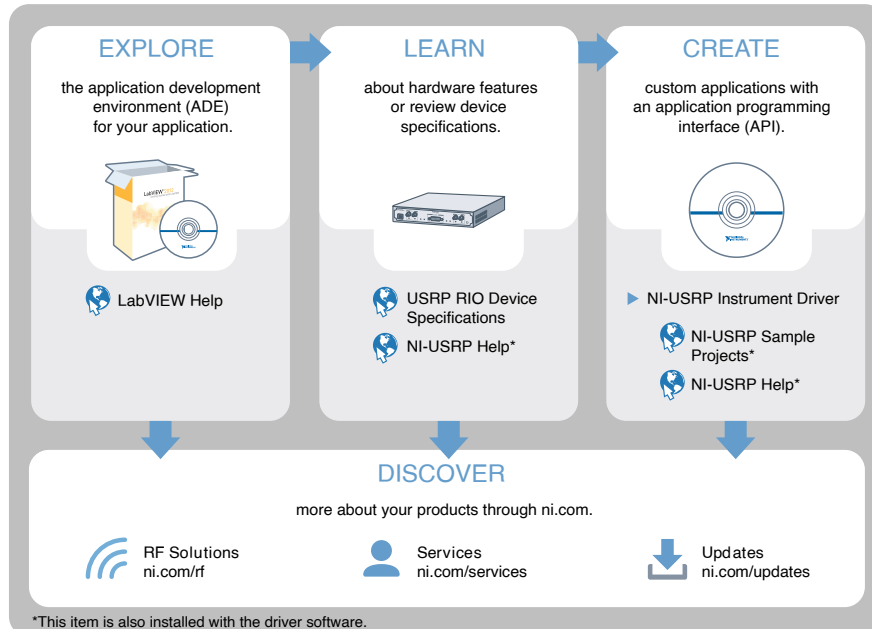 EXPLORE
the application development
environment (ADE)
for your application.
LabVIEW
LabVIEW Help
LEARN
about hardware features
or review device
specifications.
USRP RIO Device
Specifications
NI-USRP Help*
CREATE
custom applications with
an application programming
interface (API).
NATIONAL
INSTRUMENTS
NI-USRP Instrument Driver
NI-USRP Sample
Projects*
NI-USRP Help*
DISCOVER
more about your products through ni.com.
RF Solutions
ni.com/rf
Services
ni.com/services
Updates
ni.com/updates
*This item is also installed with the driver software.